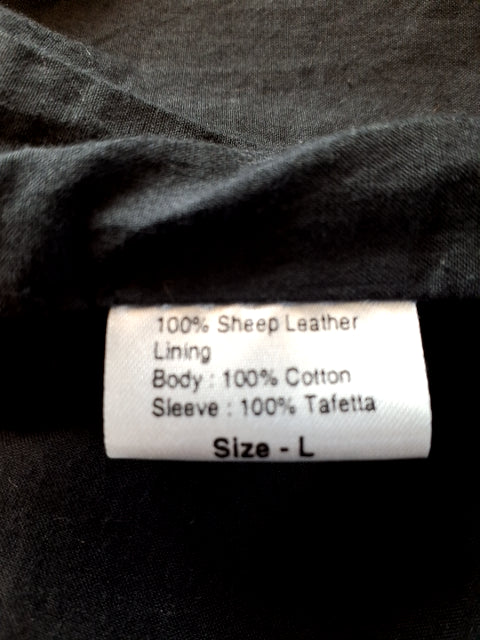 100% Sheep Leather
Lining
Body : 100% Cotton
Sleeve : 100% Tafetta
Size - L